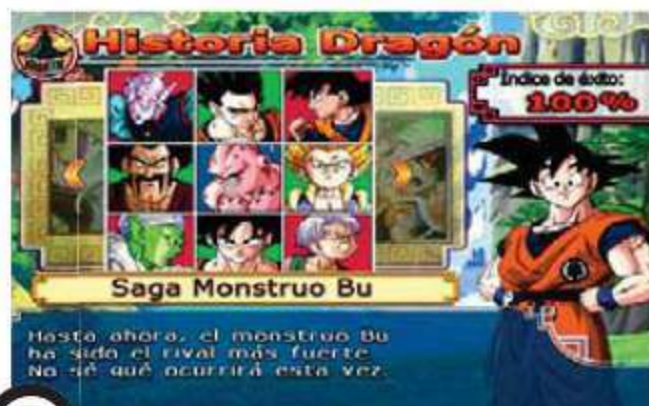 Historia Dragón
Índice de éxito:
100%
Saga Monstruo Bu
Hasta ahora, el monstruo Bu
ha sido el rival más fuerte
No sé qué ocurrirá esta vez.